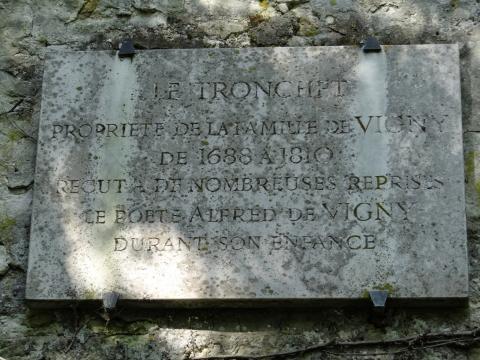 LE TRONCHET
PROPRIETE DE LA FAMILLE DE VIGNY
DE 1688 A 1810
REÇUT A DE NOMBREUSES REPRISES
LE POETE ALFRED DE VIGNY
DURANT SON ENFANCE